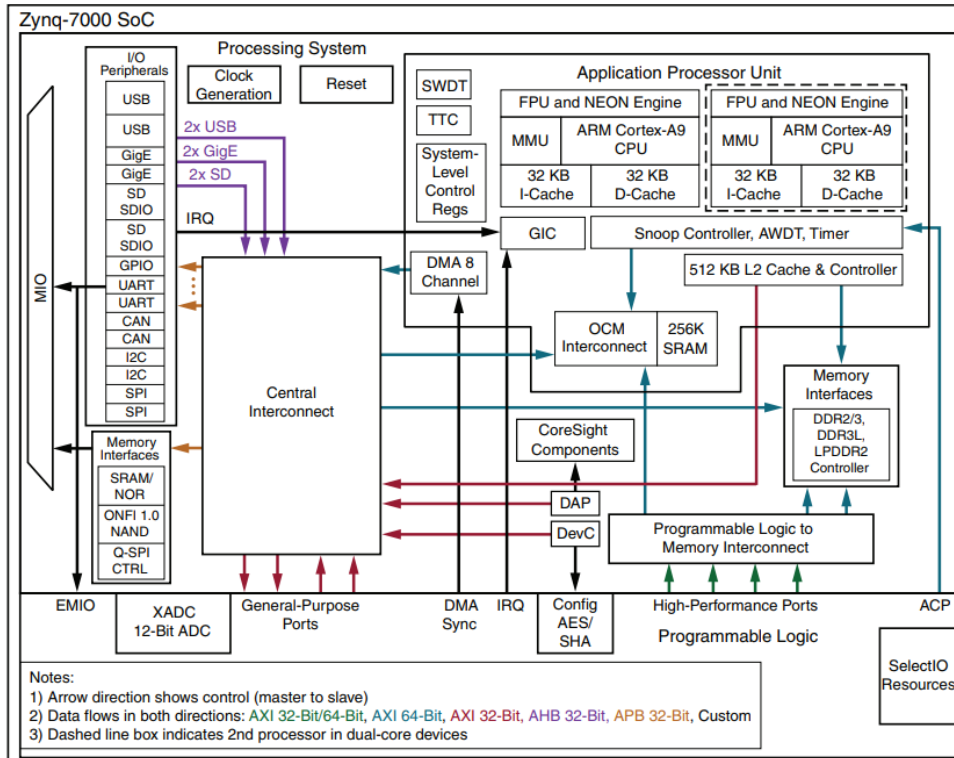 Zynq-7000 SoC
I/O
Peripherals
USB
USB
GigE
GigE
SD
SDIO
SD
SDIO
GPIO
UART
UART
CAN
CAN
I2C
I2C
SPI
SPI
MIO
Memory
Interfaces
SRAM/
NOR
ONFI 1.0
NAND
Q-SPI
CTRL
Processing System
Clock
Generation
Reset
2x USB
2x GigE
2x SD
IRQ
Central
Interconnect
SWDT
TTC
System-
Level
Control
Regs
Application Processor Unit
FPU and NEON Engine
MMU
ARM Cortex-A9
CPU
32 KB
I-Cache
32 KB
D-Cache
FPU and NEON Engine
MMU
ARM Cortex-A9
CPU
32 KB
I-Cache
32 KB
D-Cache
GIC
Snoop Controller, AWDT, Timer
DMA 8
Channel
512 KB L2 Cache & Controller
OCM
Interconnect
256K
SRAM
Memory
Interfaces
DDR2/3,
DDR3L,
LPDDR2
Controller
CoreSight
Components
DAP
DevC
Programmable Logic to
Memory Interconnect
EMIO
XADC
12-Bit ADC
General-Purpose
Ports
DMA
Sync
IRQ
Config
AES/
SHA
High-Performance Ports
ACP
Programmable Logic
SelectIO
Resources
Notes:
1) Arrow direction shows control (master to slave)
2) Data flows in both directions: AXI 32-Bit/64-Bit, AXI 64-Bit, AXI 32-Bit, AHB 32-Bit, APB 32-Bit, Custom
3) Dashed line box indicates 2nd processor in dual-core devices